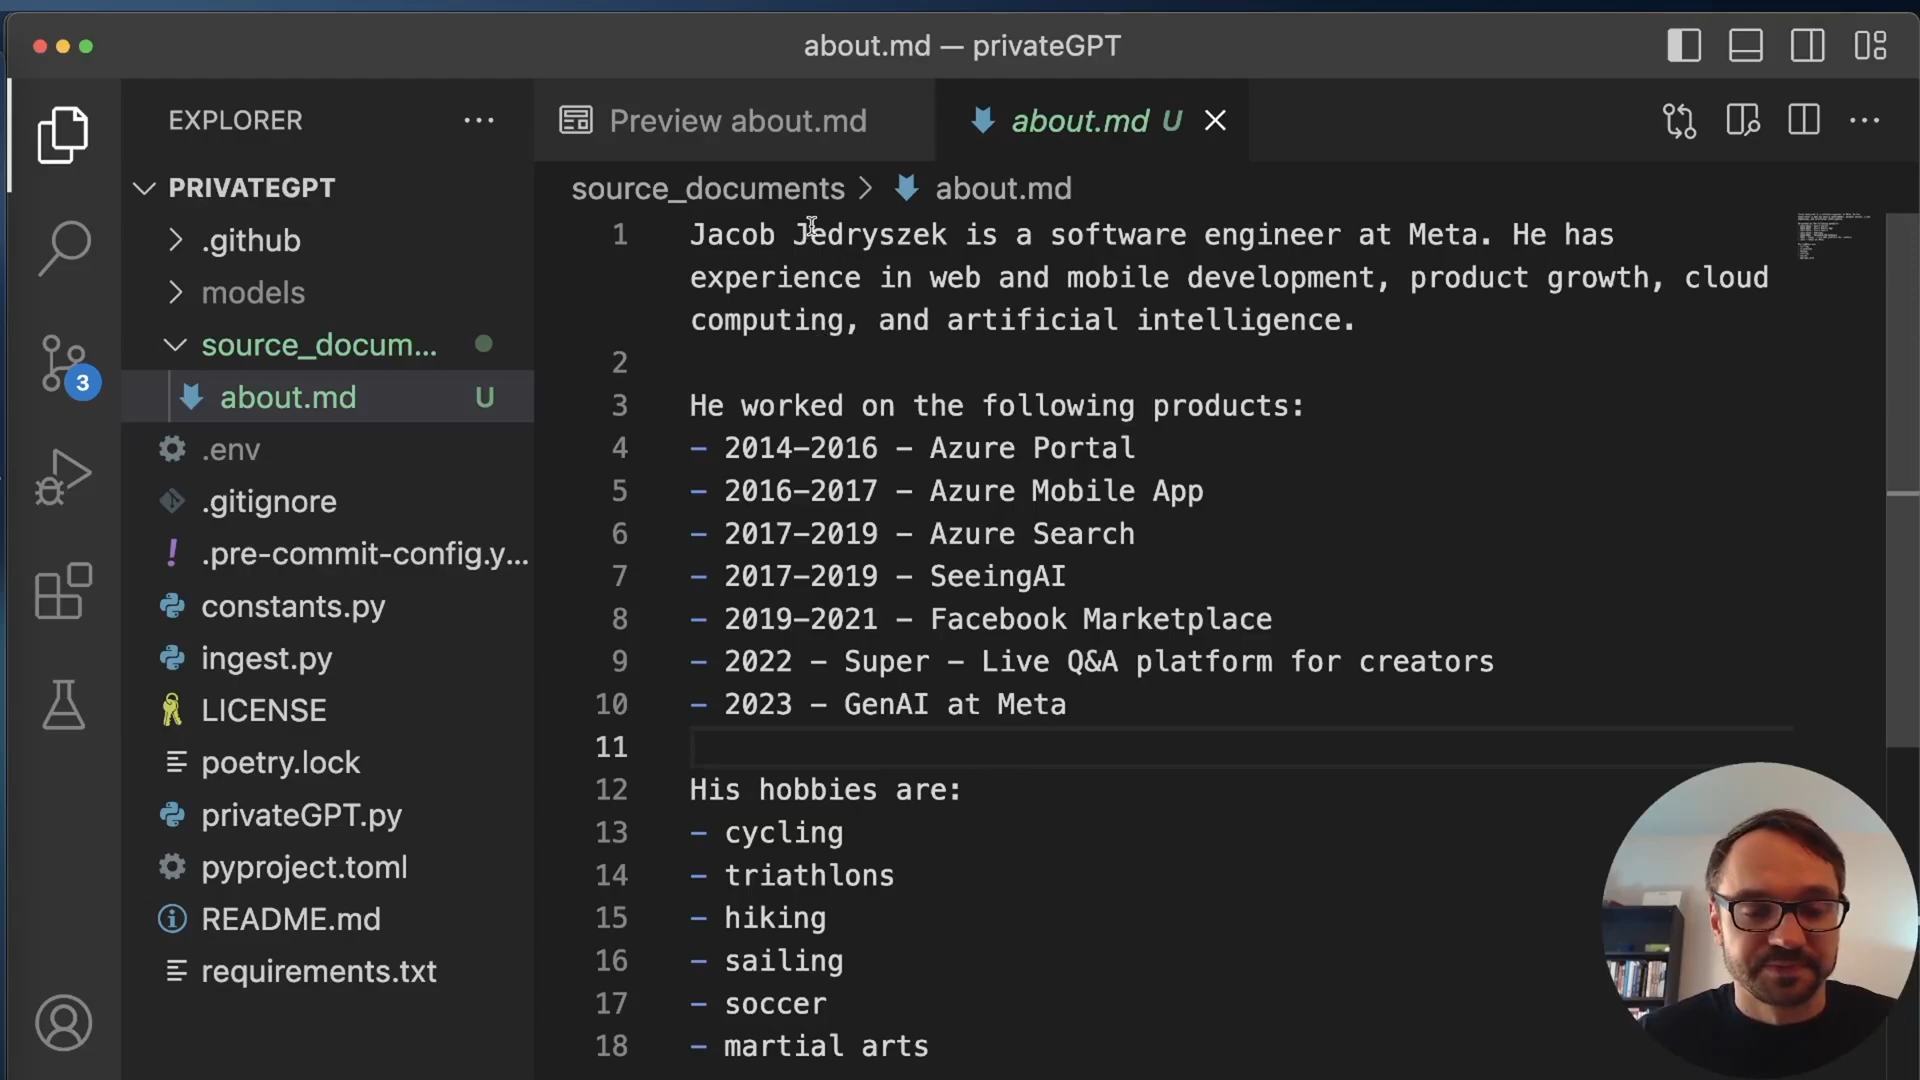 about.md — privateGPT
EXPLORER
PRIVATEGPT
.github
models
source_docum...
about.md U
.env
.gitignore
.pre-commit-config.y...
constants.py
ingest.py
LICENSE
poetry.lock
privateGPT.py
pyproject.toml
README.md
requirements.txt
3
Preview about.md
about.md U
source_documents > about.md
1 Jacob Jedryszek is a software engineer at Meta. He has
experience in web and mobile development, product growth, cloud
computing, and artificial intelligence.
2
3 He worked on the following products:
4 - 2014-2016 - Azure Portal
5 - 2016-2017 - Azure Mobile App
6 - 2017-2019 - Azure Search
7 - 2017-2019 - SeeingAI
8 - 2019-2021 - Facebook Marketplace
9 - 2022 - Super - Live Q&A platform for creators
10 - 2023 - GenAI at Meta
11
12 His hobbies are:
13 - cycling
14 - triathlons
15 - hiking
16 - sailing
17 - soccer
18 - martial arts